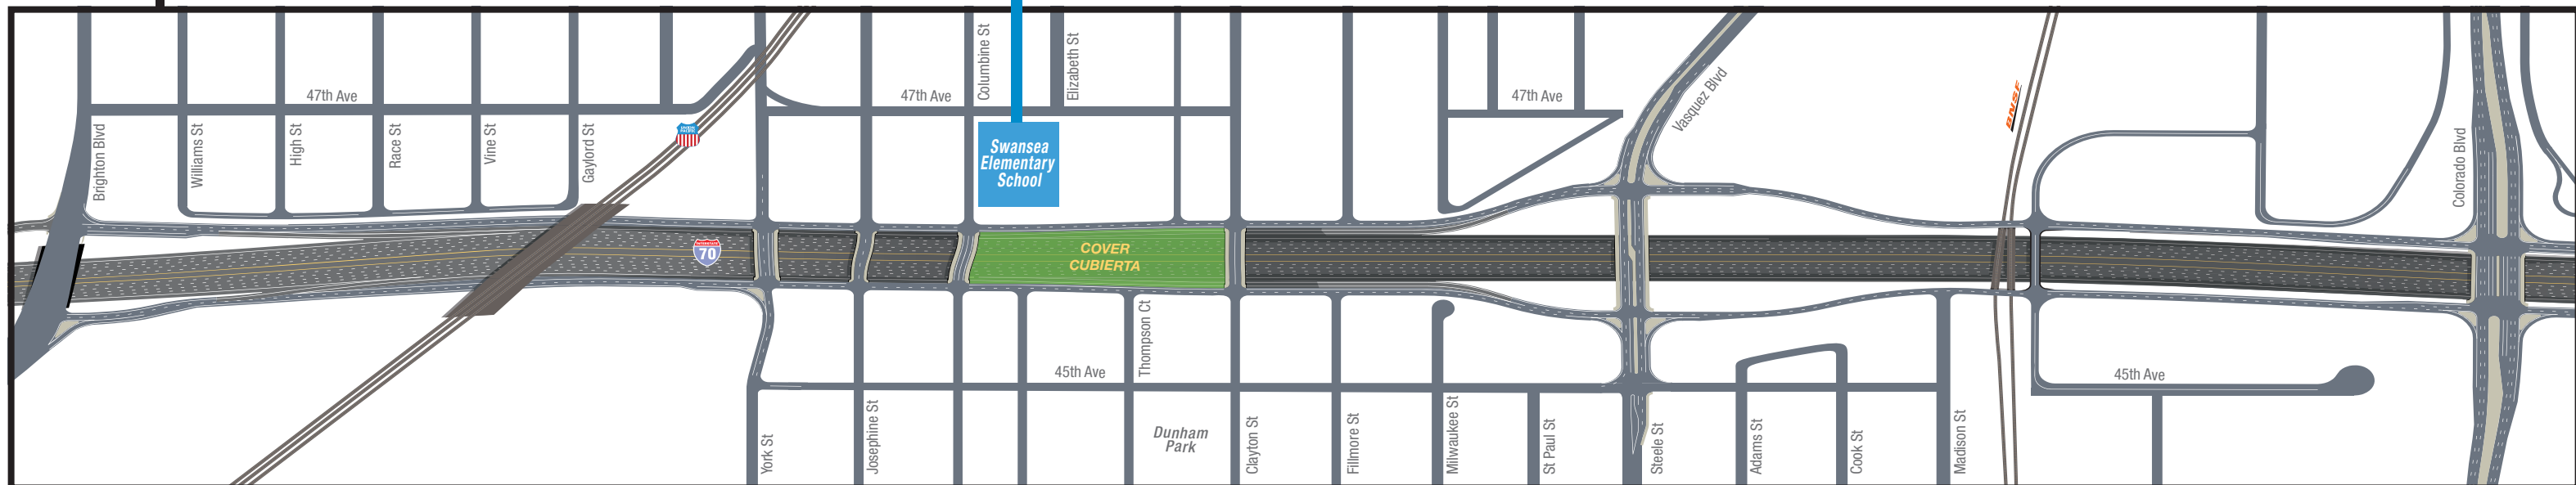 Columbine St
Elizabeth St
47th Ave
47th Ave
47th Ave
Vasquez Blvd
BNSF
Brighton Blvd
Williams St
High St
Race St
Vine St
Gaylord St
Swansea
Elementary
School
Colorado Blvd
INTERSTATE
70
COVER
CUBIERTA
Thompson Ct
45th Ave
45th Ave
York St
Josephine St
Dunham
Park
Clayton St
Fillmore St
Milwaukee St
St Paul St
Steele St
Adams St
Cook St
Madison St